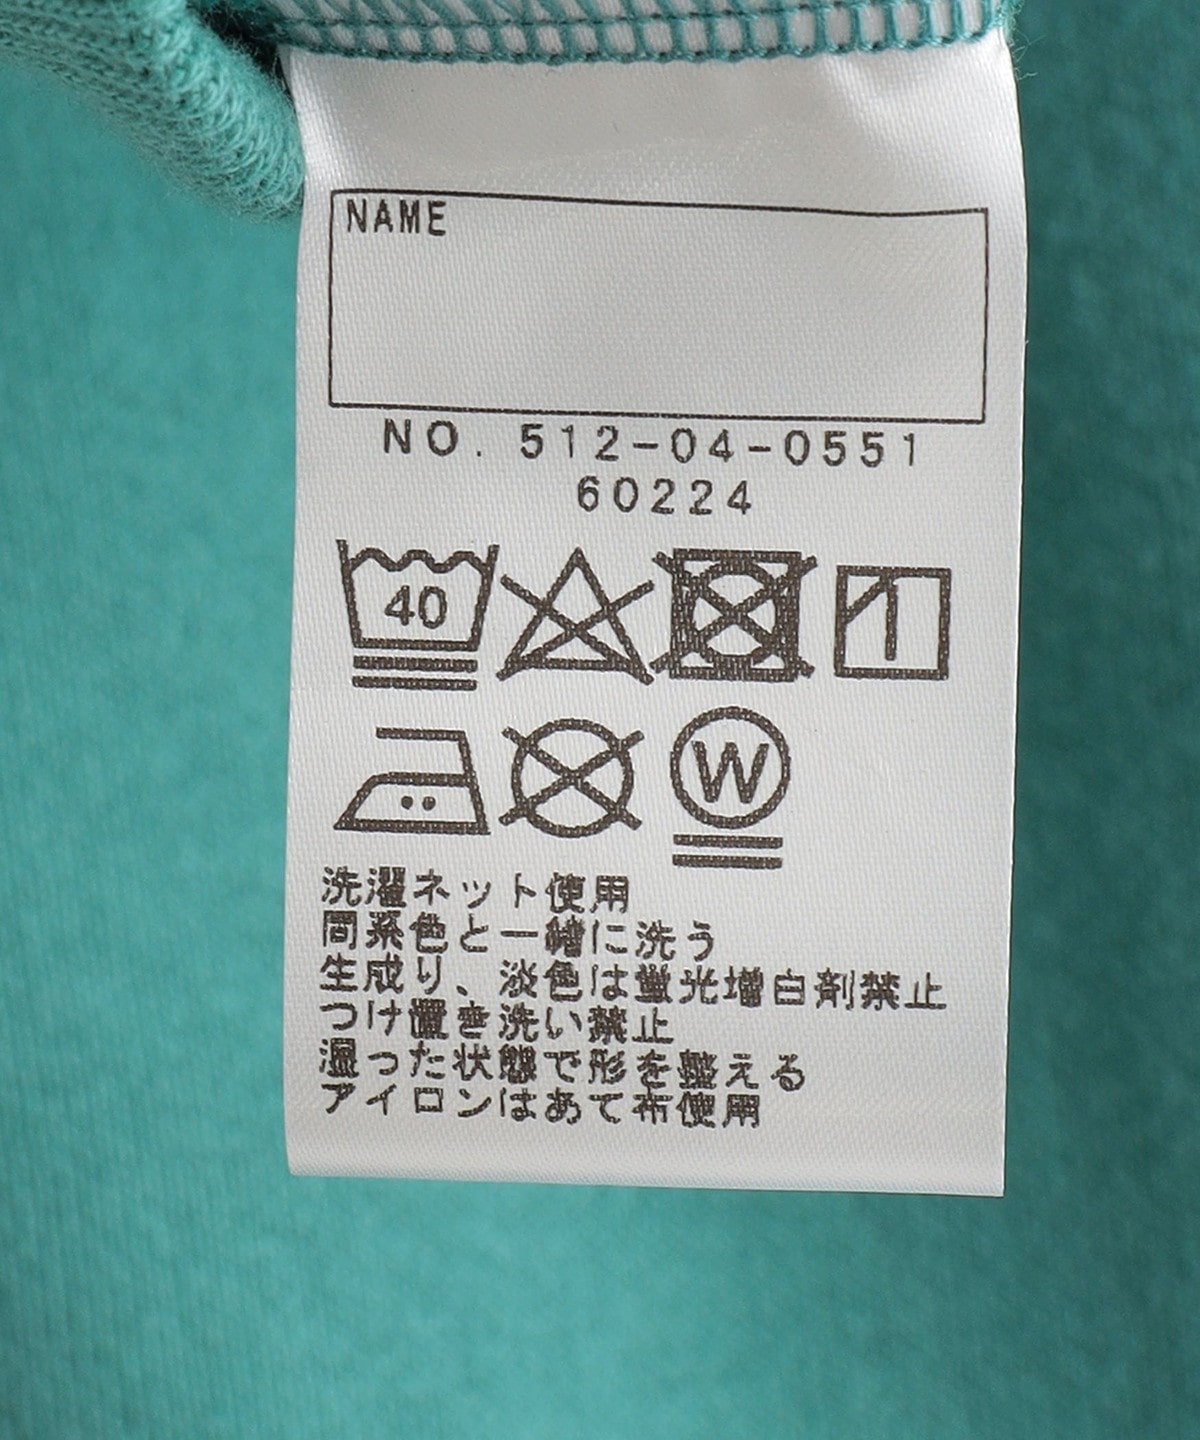 NAME
NO. 512-04-0551
60224
40
W
洗濯ネット使用
同系色と一緒に洗う
生成り、淡色は蛍光増白剤禁止
つけ置き洗い禁止
湿った状態で形を整える
アイロンはあて布使用